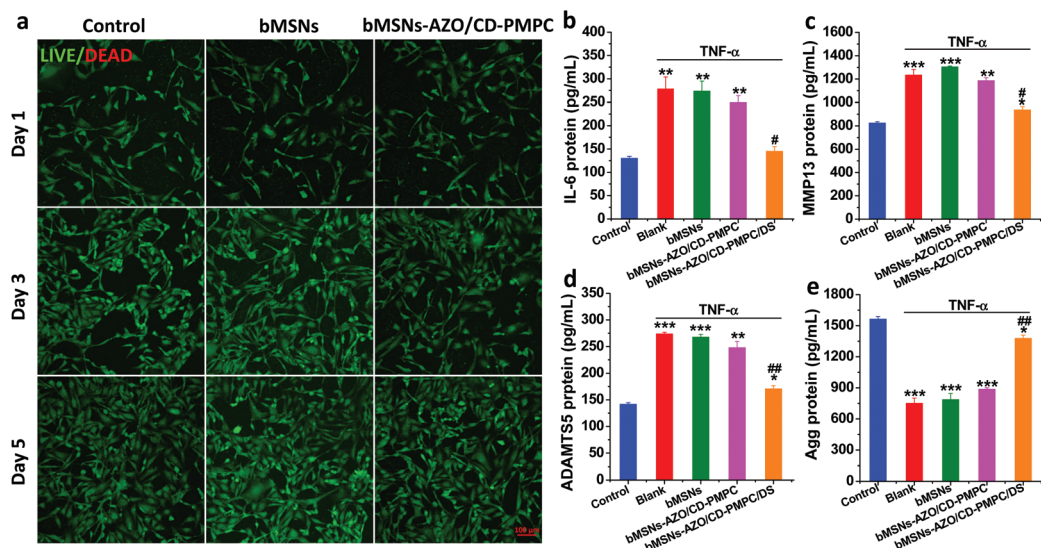 a
Control
bMSNs
bMSNs-AZO/CD-PMPC
LIVE/DEAD
Day 1
Day 3
Day 5
100 µm
b
TNF-α
IL-6 protein (pg/mL)
400
350
300
250
200
150
100
50
0
**
**
**
#
Control
Blank
bMSNs
bMSNs-AZO/CD-PMPC
bMSNs-AZO/CD-PMPC/DS
c
TNF-α
MMP13 protein (pg/mL)
1600
1400
1200
1000
800
600
400
200
0
***
***
**
#
*
Control
Blank
bMSNs
bMSNs-AZO/CD-PMPC
bMSNs-AZO/CD-PMPC/DS
d
TNF-α
ADAMTS5 prptein (pg/mL)
350
300
250
200
150
100
50
0
***
***
**
##
*
Control
Blank
bMSNs
bMSNs-AZO/CD-PMPC
bMSNs-AZO/CD-PMPC/DS
e
TNF-α
Agg protein (pg/mL)
1800
1500
1200
900
600
300
0
***
***
***
##
*
Control
Blank
bMSNs
bMSNs-AZO/CD-PMPC
bMSNs-AZO/CD-PMPC/DS